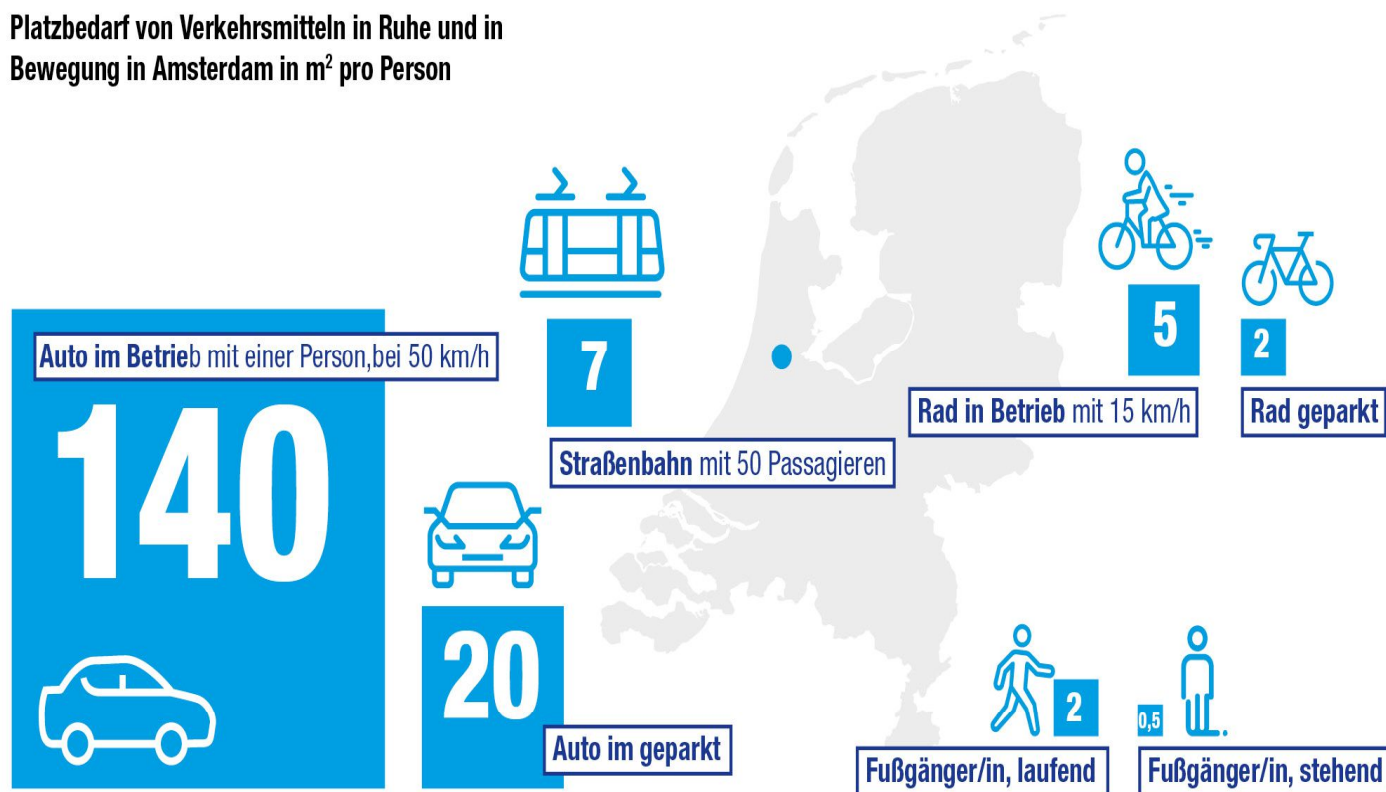 Platzbedarf von Verkehrsmitteln in Ruhe und in
Bewegung in Amsterdam in m² pro Person
Auto im Betrieb mit einer Person,bei 50 km/h
140
7
Straßenbahn mit 50 Passagieren
20
Auto im geparkt
5
Rad in Betrieb mit 15 km/h
2
Rad geparkt
2
Fußgänger/in, laufend
0,5
Fußgänger/in, stehend